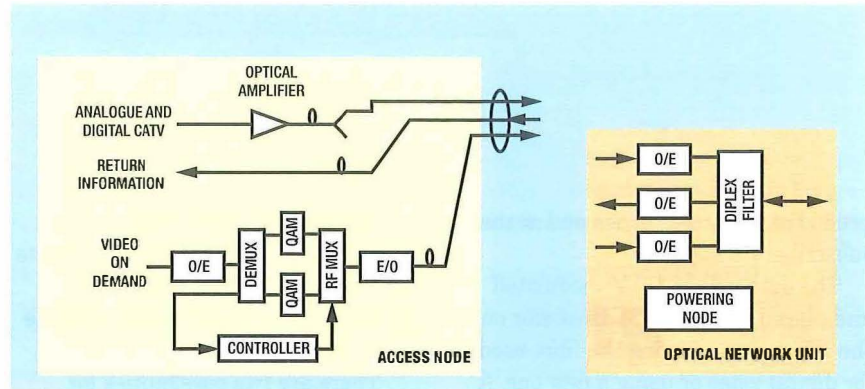 OPTICAL
AMPLIFIER
ANALOGUE AND
DIGITAL CATV
RETURN
INFORMATION
VIDEO
ON
DEMAND
O/E
DEMUX
QAM
QAM
RF MUX
E/O
CONTROLLER
ACCESS NODE
O/E
O/E
O/E
DIPLEX
FILTER
POWERING
NODE
OPTICAL NETWORK UNIT